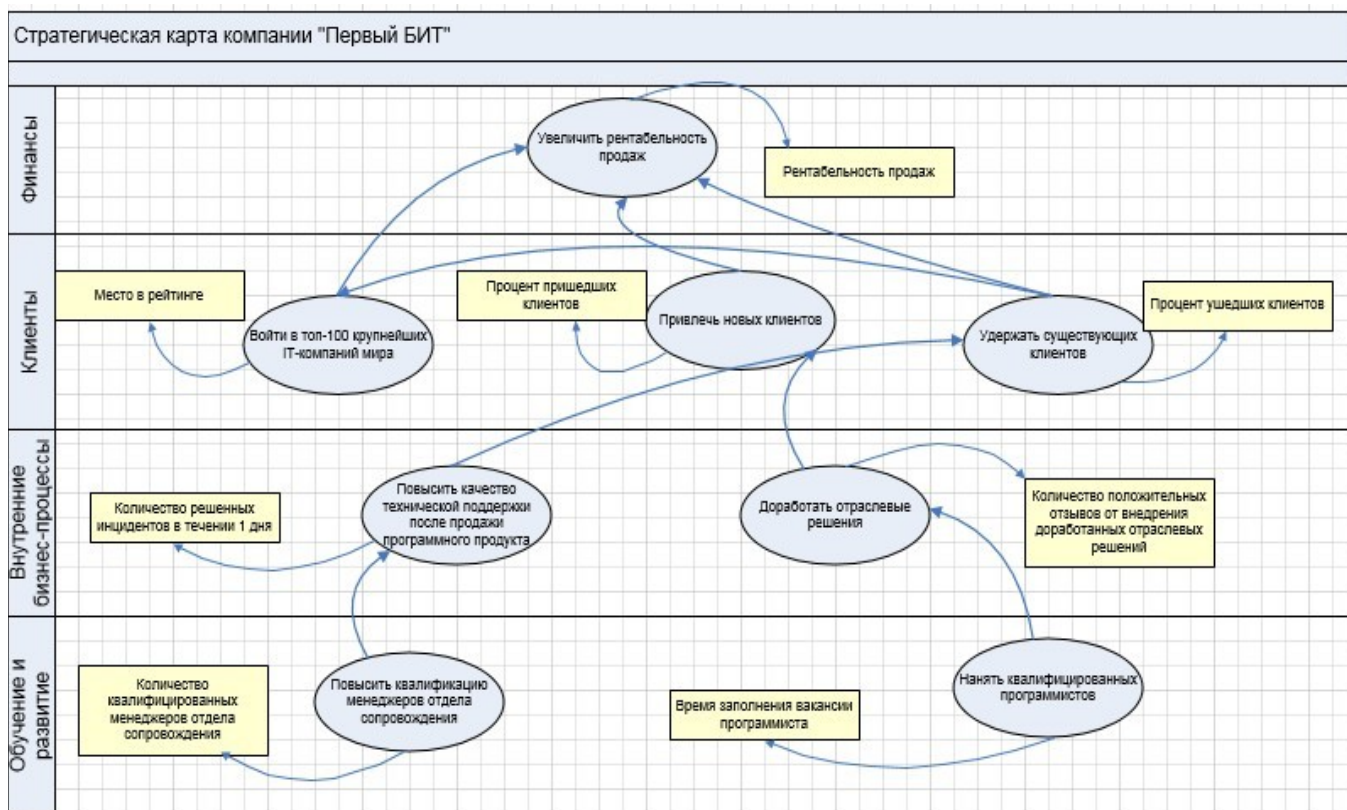 Стратегическая карта компании "Первый БИТ"
Финансы
Увеличить рентабельность
продаж
Рентабельность продаж
Клиенты
Место в рейтинге
Войти в топ-100 крупнейших
IT-компаний мира
Процент пришедших
клиентов
Привлечь новых клиентов
Удержать существующих
клиентов
Процент ушедших клиентов
Внутренние
бизнес-процессы
Количество решенных
инцидентов в течении 1 дня
Повысить качество
технической поддержки
после продажи
программного продукта
Доработать отраслевые
решения
Количество положительных
отзывов от внедрения
доработанных отраслевых
решений
Обучение и
развитие
Количество
квалифицированных
менеджеров отдела
сопровождения
Повысить квалификацию
менеджеров отдела
сопровождения
Время заполнения вакансии
программиста
Нанять квалифицированных
программистов